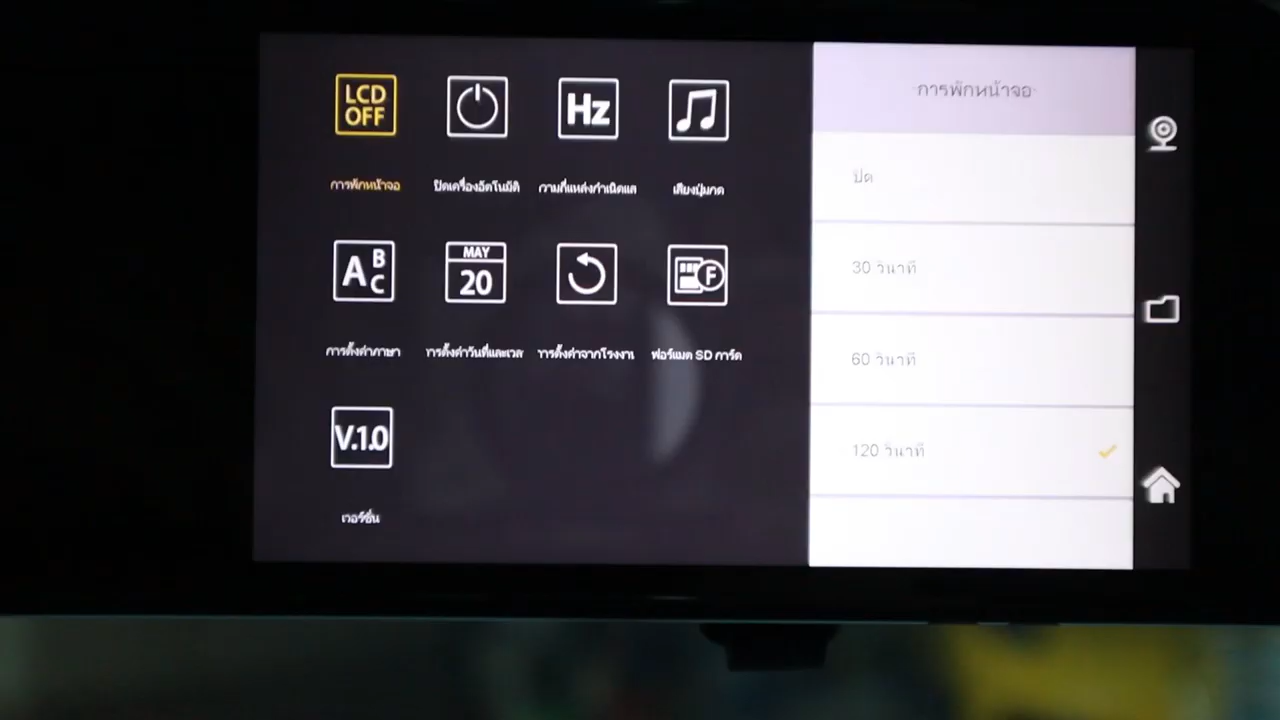 LCD
OFF
Hz
การพักหน้าจอ
ปิดเครื่องอัตโนมัติ
วามถี่แหล่งกำเนิดแส
เสียงปุ่มกด
A B C
MAY
20
F
การตั้งค่าภาษา
ารตั้งค่าวันที่และเวล
ารตั้งค่าจากโรงงาน
ฟอร์แมต SD การ์ด
V.1.0
เวอร์ชั่น
การพักหน้าจอ
ปิด
30 วินาที
60 วินาที
120 วินาที